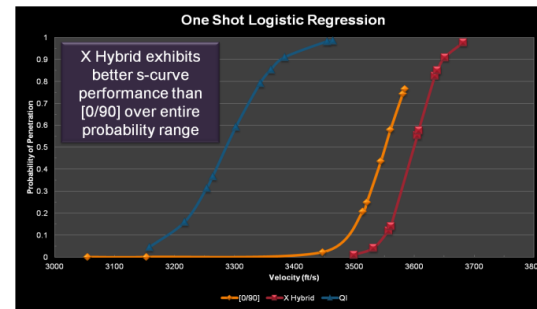 One Shot Logistic Regression
X Hybrid exhibits
better s-curve
performance than
[0/90] over entire
probability range
Probability of Penetration
1
0.9
0.8
0.7
0.6
0.5
0.4
0.3
0.2
0.1
0
3000
3100
3200
3300
3400
3500
3600
3700
380
Velocity (ft/s)
[0/90]
X Hybrid
QI